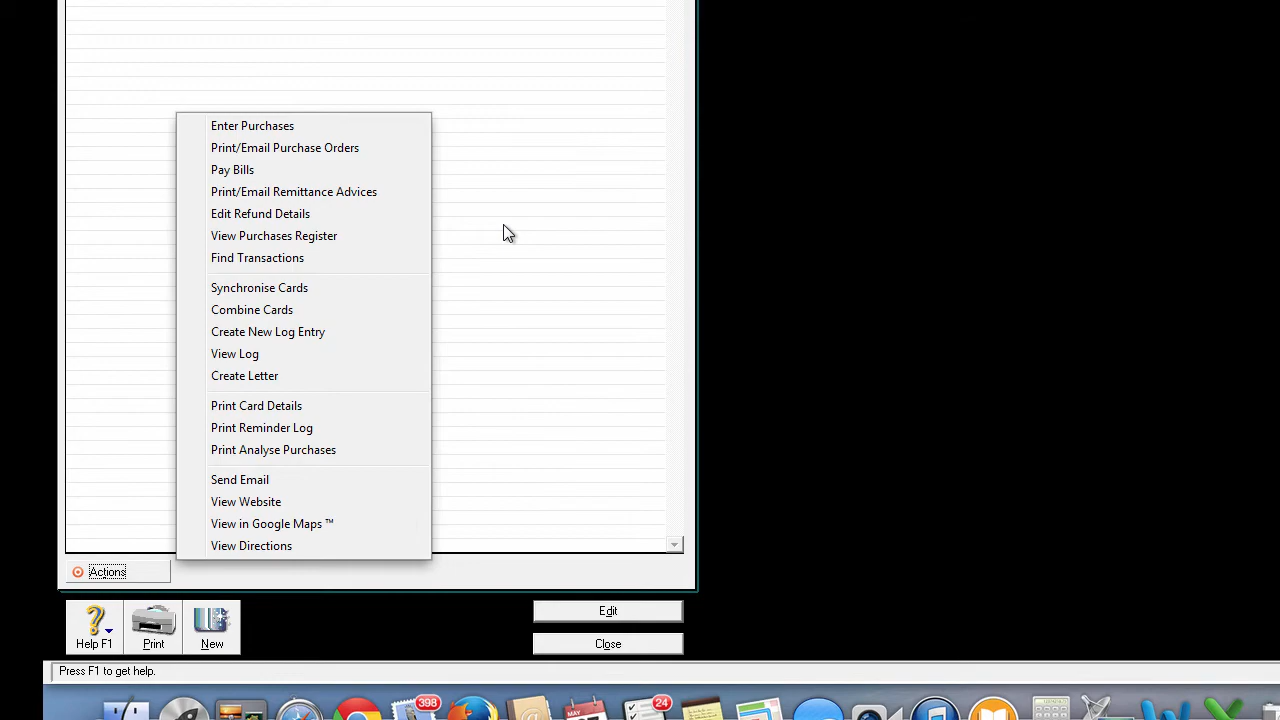 Enter Purchases
Print/Email Purchase Orders
Pay Bills
Print/Email Remittance Advices
Edit Refund Details
View Purchases Register
Find Transactions
Synchronise Cards
Combine Cards
Create New Log Entry
View Log
Create Letter
Print Card Details
Print Reminder Log
Print Analyse Purchases
Send Email
View Website
View in Google Maps ™
View Directions
Actions
Help F1
Print
New
Edit
Close
Press F1 to get help.
398
MAY
24